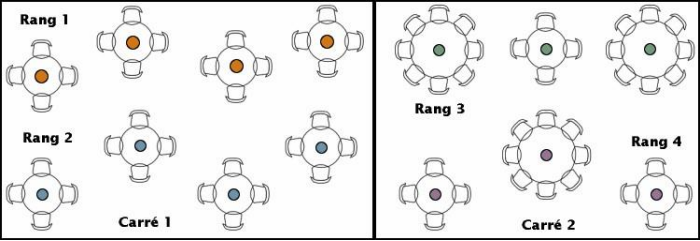 Rang 1
Rang 2
Carré 1
Rang 3
Rang 4
Carré 2